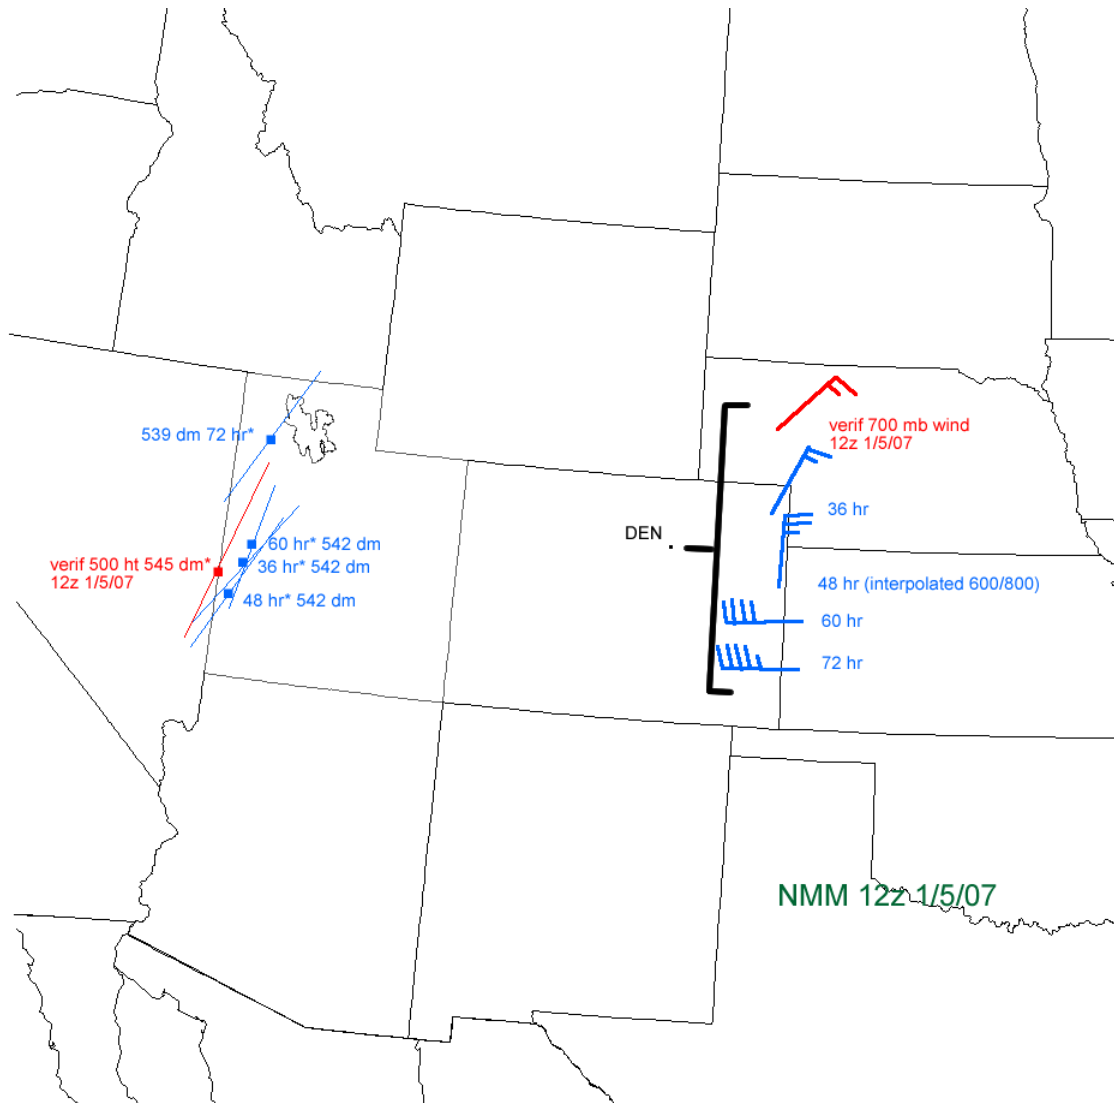 539 dm 72 hr*
verif 700 mb wind
12z 1/5/07
36 hr
DEN
60 hr* 542 dm
verif 500 ht 545 dm*
12z 1/5/07
36 hr* 542 dm
48 hr (interpolated 600/800)
48 hr* 542 dm
60 hr
72 hr
NMM 12z 1/5/07